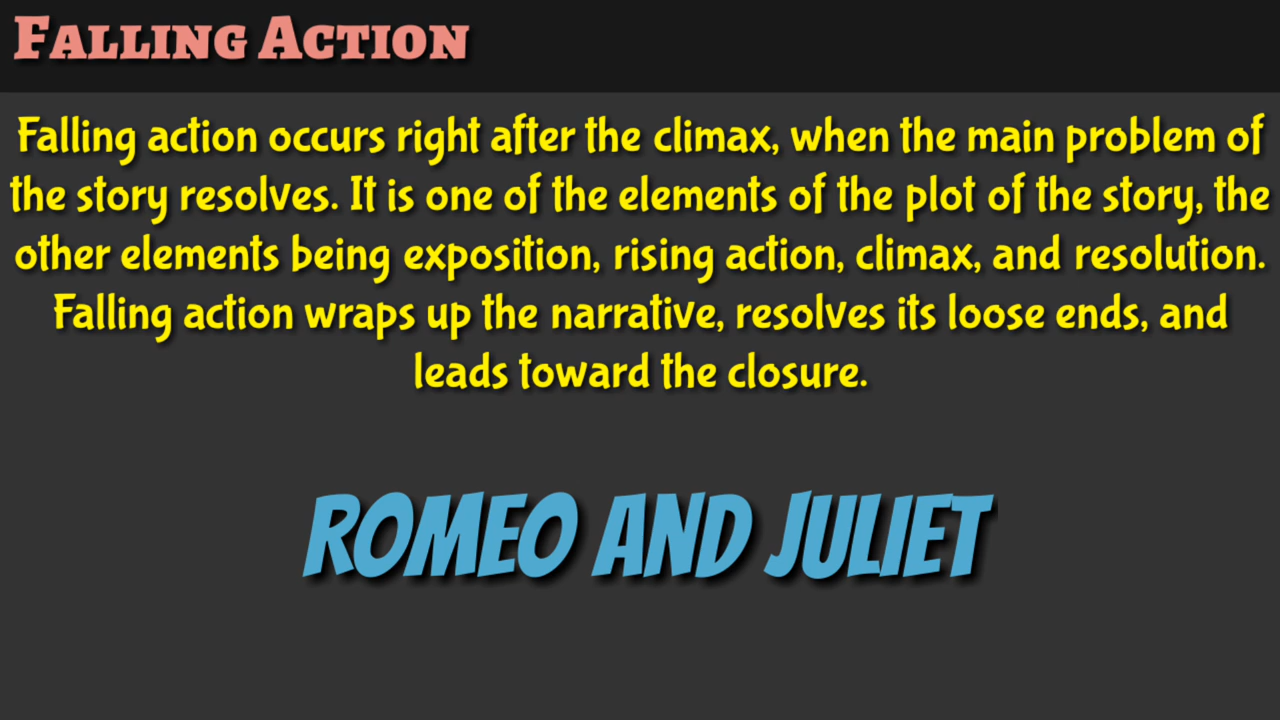 Falling Action
Falling action occurs right after the climax, when the main problem of
the story resolves. It is one of the elements of the plot of the story, the
other elements being exposition, rising action, climax, and resolution.
Falling action wraps up the narrative, resolves its loose ends, and
leads toward the closure.
ROMEO AND JULIET